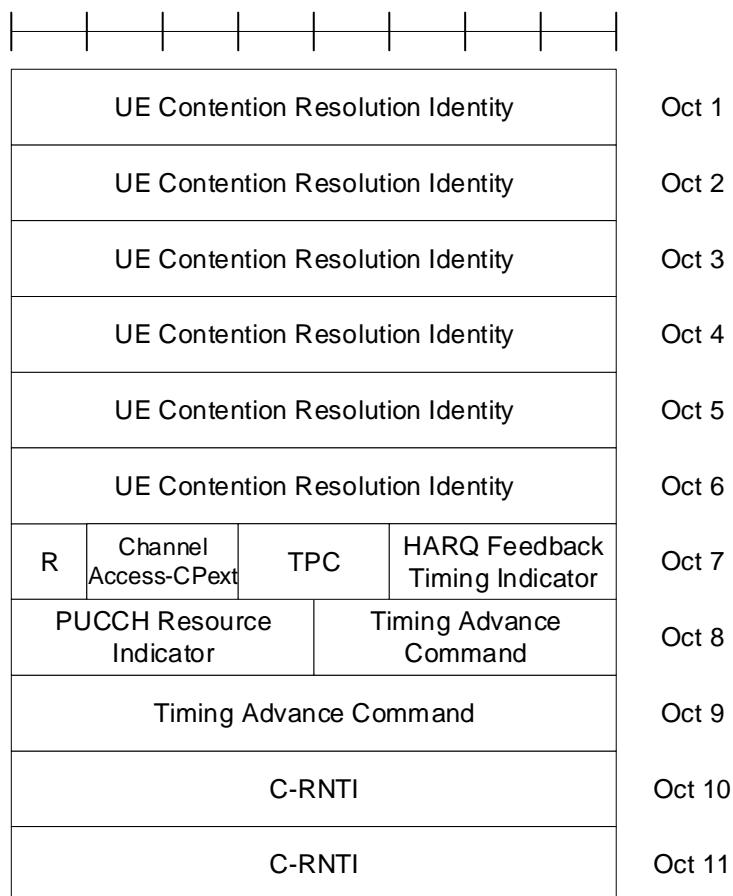 UE Contention Resolution Identity Oct 1
UE Contention Resolution Identity Oct 2
UE Contention Resolution Identity Oct 3
UE Contention Resolution Identity Oct 4
UE Contention Resolution Identity Oct 5
UE Contention Resolution Identity Oct 6
R
Channel
Access-CPext
TPC
HARQ Feedback
Timing Indicator
Oct 7
PUCCH Resource
Indicator
Timing Advance
Command
Oct 8
Timing Advance Command Oct 9
C-RNTI Oct 10
C-RNTI Oct 11